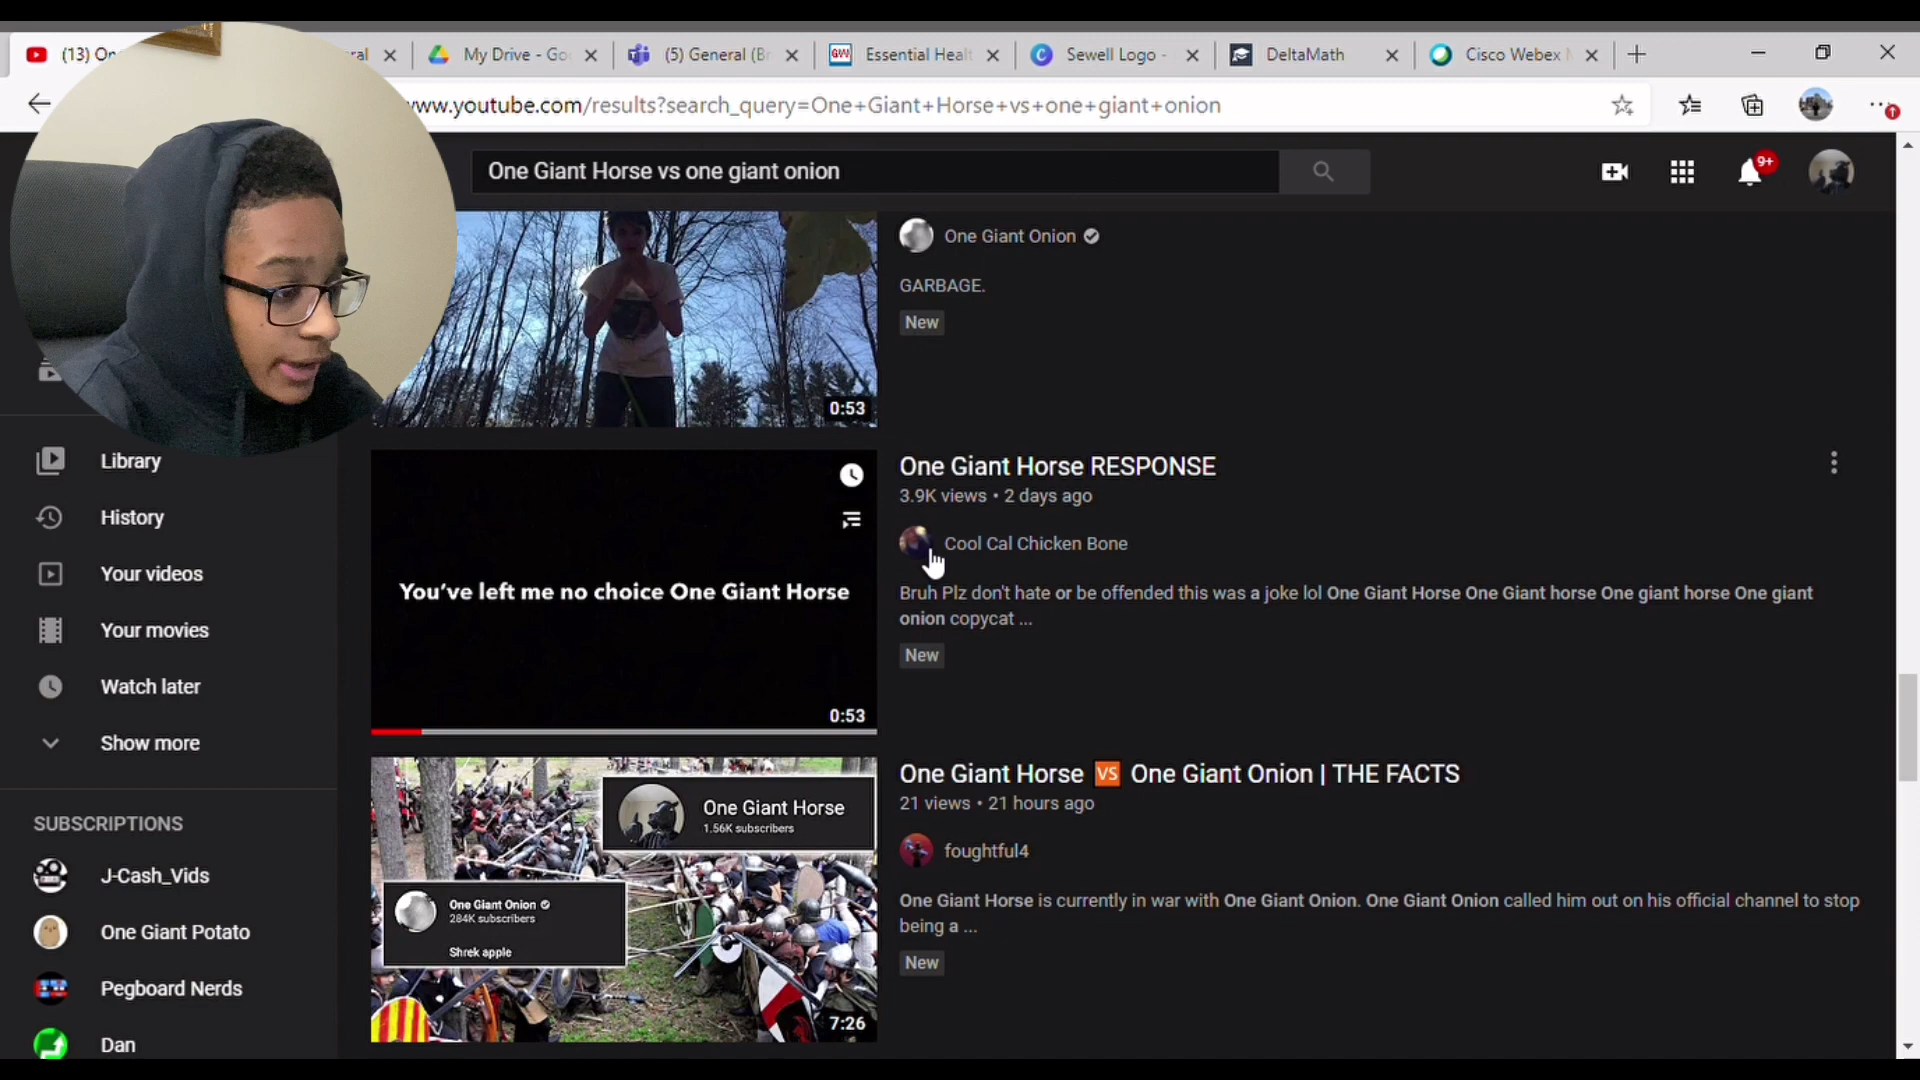 (13) On
al
My Drive - Go
(5) General (Br
GW
Essential Healt
Sewell Logo -
DeltaMath
Cisco Webex M
www.youtube.com/results?search_query=One+Giant+Horse+vs+one+giant+onion
One Giant Horse vs one giant onion
9+
0:53
One Giant Onion
GARBAGE.
New
Library
History
Your videos
Your movies
Watch later
Show more
SUBSCRIPTIONS
J-Cash_Vids
One Giant Potato
Pegboard Nerds
Dan
You've left me no choice One Giant Horse
0:53
One Giant Horse RESPONSE
3.9K views • 2 days ago
Cool Cal Chicken Bone
Bruh Plz don't hate or be offended this was a joke lol One Giant Horse One Giant horse One giant horse One giant
onion copycat ...
New
One Giant Horse
1.56K subscribers
One Giant Onion
284K subscribers
Shrek apple
7:26
One Giant Horse VS One Giant Onion | THE FACTS
21 views • 21 hours ago
foughtful4
One Giant Horse is currently in war with One Giant Onion. One Giant Onion called him out on his official channel to stop
being a ...
New